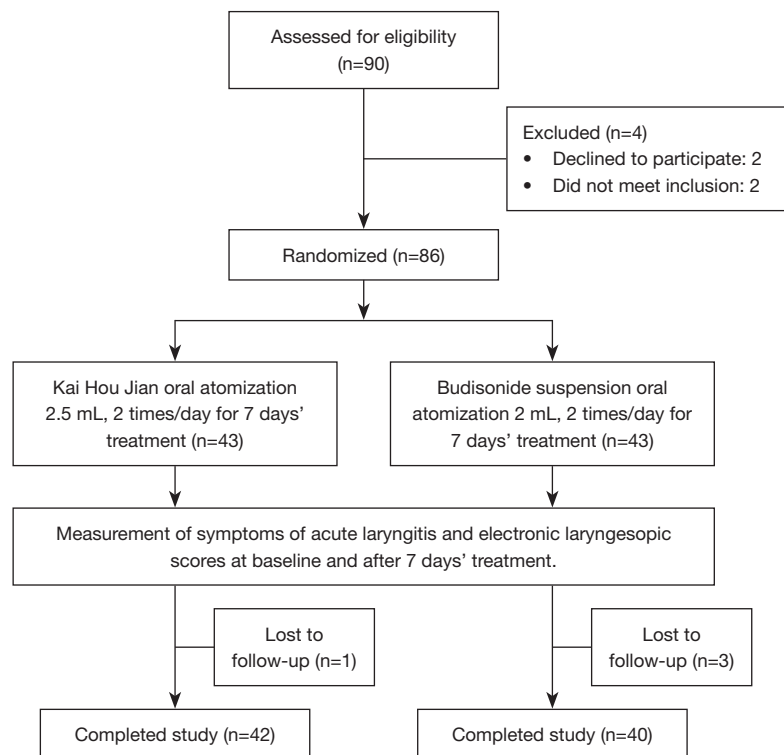 Assessed for eligibility
(n=90)
Excluded (n=4)
• Declined to participate: 2
• Did not meet inclusion: 2
Randomized (n=86)
Kai Hou Jian oral atomization
2.5 mL, 2 times/day for 7 days’
treatment (n=43)
Budisonide suspension oral
atomization 2 mL, 2 times/day for
7 days’ treatment (n=43)
Measurement of symptoms of acute laryngitis and electronic laryngesopic
scores at baseline and after 7 days’ treatment.
Lost to
follow-up (n=1)
Lost to
follow-up (n=3)
Completed study (n=42)
Completed study (n=40)